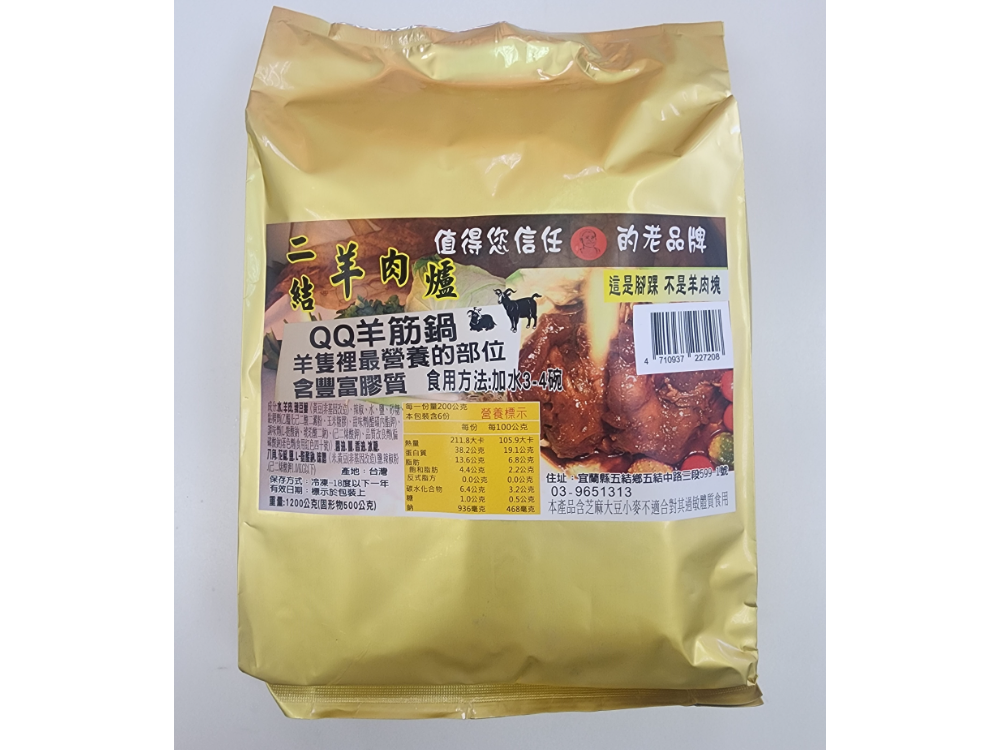 值得您信任 的老品牌
二結羊肉爐
這是腳踝 不是羊肉塊
QQ羊筋鍋
羊隻裡最營養的部位
含豐富膠質 食用方法:加水3-4碗
4 710937 227208
每一份量200公克
本包裝含6份 營養標示
每份 每100公克
熱量 211.8大卡 105.9大卡
蛋白質 38.2公克 19.1公克
脂肪 13.6公克 6.8公克
飽和脂肪 4.4公克 2.2公克
反式脂肪 0.0公克 0.0公克
碳水化合物 6.4公克 3.2公克
糖 1.0公克 0.5公克
鈉 936毫克 468毫克
產地:台灣
保存方式:冷凍-18度以下一年
有效日期:標示於包裝上
重量:1200公克(固形物600公克)
住址:宜蘭縣五結鄉五結中路三段599-1號
03-9651313
本產品含芝麻大豆小麥不適合對其過敏體質食用